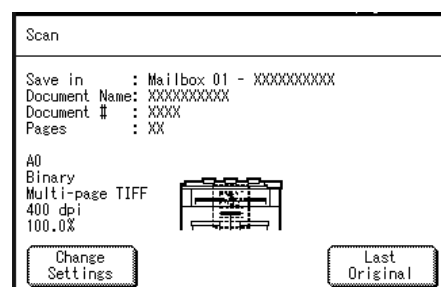 Scan
Save in : Mailbox 01 - XXXXXXXXXX
Document Name: XXXXXXXXXX
Document # : XXXX
Pages : XX
A0
Binary
Multi-page TIFF
400 dpi
100.0%
Change
Settings
Last
Original